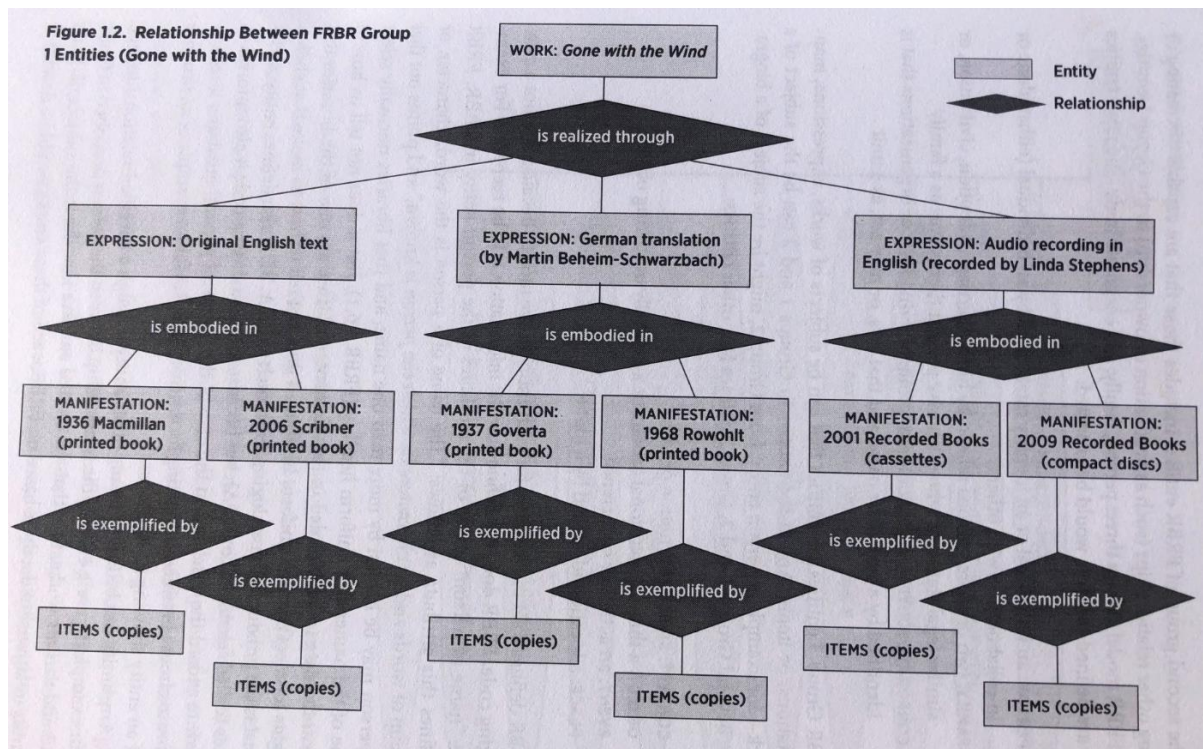 Figure 1.2. Relationship Between FRBR Group
1 Entities (Gone with the Wind)
WORK: Gone with the Wind
Entity
Relationship
is realized through
EXPRESSION: Original English text
EXPRESSION: German translation
(by Martin Beheim-Schwarzbach)
EXPRESSION: Audio recording in
English (recorded by Linda Stephens)
is embodied in
is embodied in
is embodied in
MANIFESTATION:
1936 Macmillan
(printed book)
MANIFESTATION:
2006 Scribner
(printed book)
MANIFESTATION:
1937 Goverta
(printed book)
MANIFESTATION:
1968 Rowohlt
(printed book)
MANIFESTATION:
2001 Recorded Books
(cassettes)
MANIFESTATION:
2009 Recorded Books
(compact discs)
is exemplified by
is exemplified by
is exemplified by
is exemplified by
is exemplified by
is exemplified by
ITEMS (copies)
ITEMS (copies)
ITEMS (copies)
ITEMS (copies)
ITEMS (copies)
ITEMS (copies)